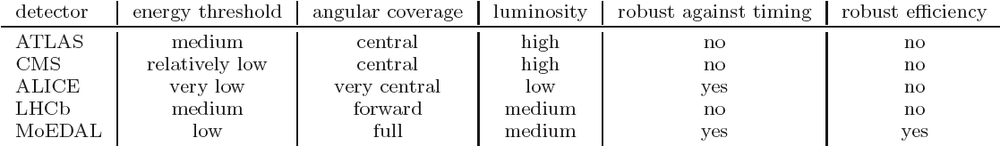 detector energy threshold angular coverage luminosity robust against timing robust efficiency
ATLAS medium central high no no
CMS relatively low central high no no
ALICE very low very central low yes no
LHCb medium forward medium no no
MoEDAL low full medium yes yes